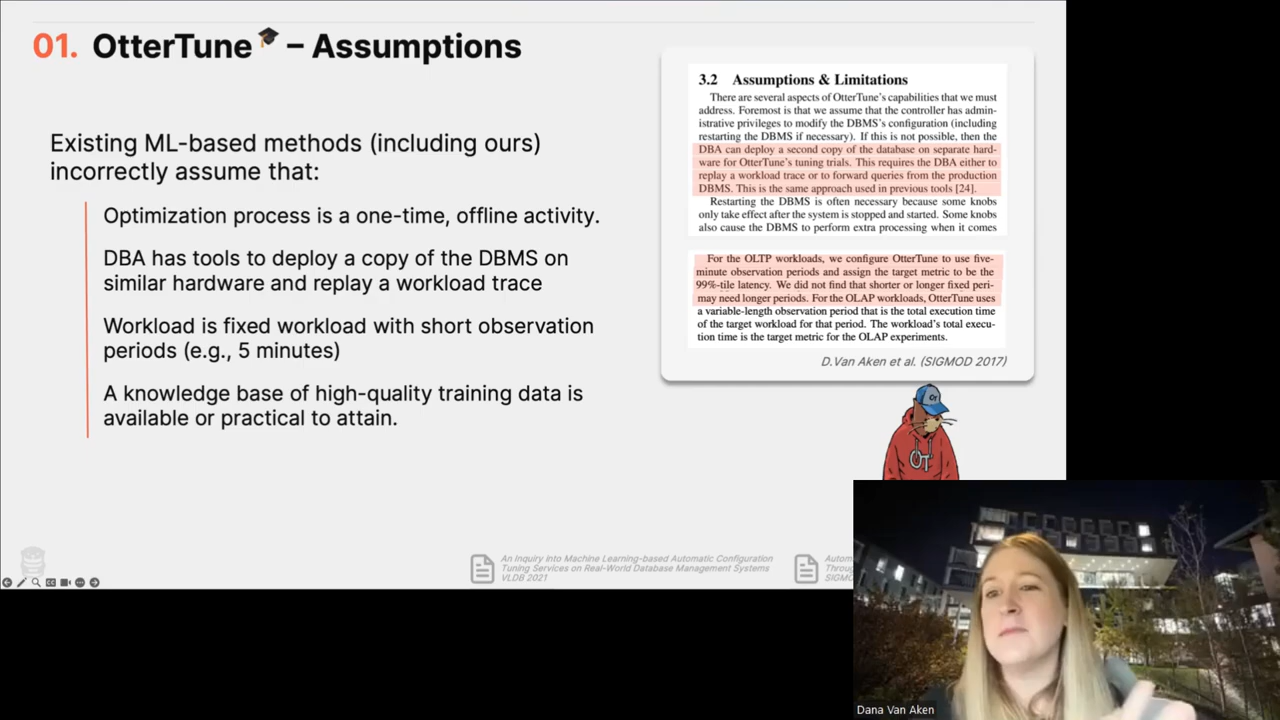 01. OtterTune – Assumptions
Existing ML-based methods (including ours)
incorrectly assume that:
Optimization process is a one-time, offline activity.
DBA has tools to deploy a copy of the DBMS on
similar hardware and replay a workload trace
Workload is fixed workload with short observation
periods (e.g., 5 minutes)
A knowledge base of high-quality training data is
available or practical to attain.
3.2 Assumptions & Limitations
There are several aspects of OtterTune's capabilities that we must
address. Foremost is that we assume that the controller has admin-
istrative privileges to modify the DBMS's configuration (including
restarting the DBMS if necessary). If this is not possible, then the
DBA can deploy a second copy of the database on separate hard-
ware for OtterTune's tuning trials. This requires the DBA either to
replay a workload trace or to forward queries from the production
DBMS. This is the same approach used in previous tools [24].
Restarting the DBMS is often necessary because some knobs
only take effect after the system is stopped and started. Some knobs
also cause the DBMS to perform extra processing when it comes
For the OLTP workloads, we configure OtterTune to use five-
minute observation periods and assign the target metric to be the
99%-tile latency. We did not find that shorter or longer fixed peri-
may need longer periods. For the OLAP workloads, OtterTune uses
a variable-length observation period that is the total execution time
of the target workload for that period. The workload's total execu-
tion time is the target metric for the OLAP experiments.
D.Van Aken et al. (SIGMOD 2017)
Ot
OT
An Inquiry into Machine Learning-based Automatic Configuration
Tuning Services on Real-World Database Management Systems
VLDB 2021
Autom
Throu
SIGMO
Dana Van Aken